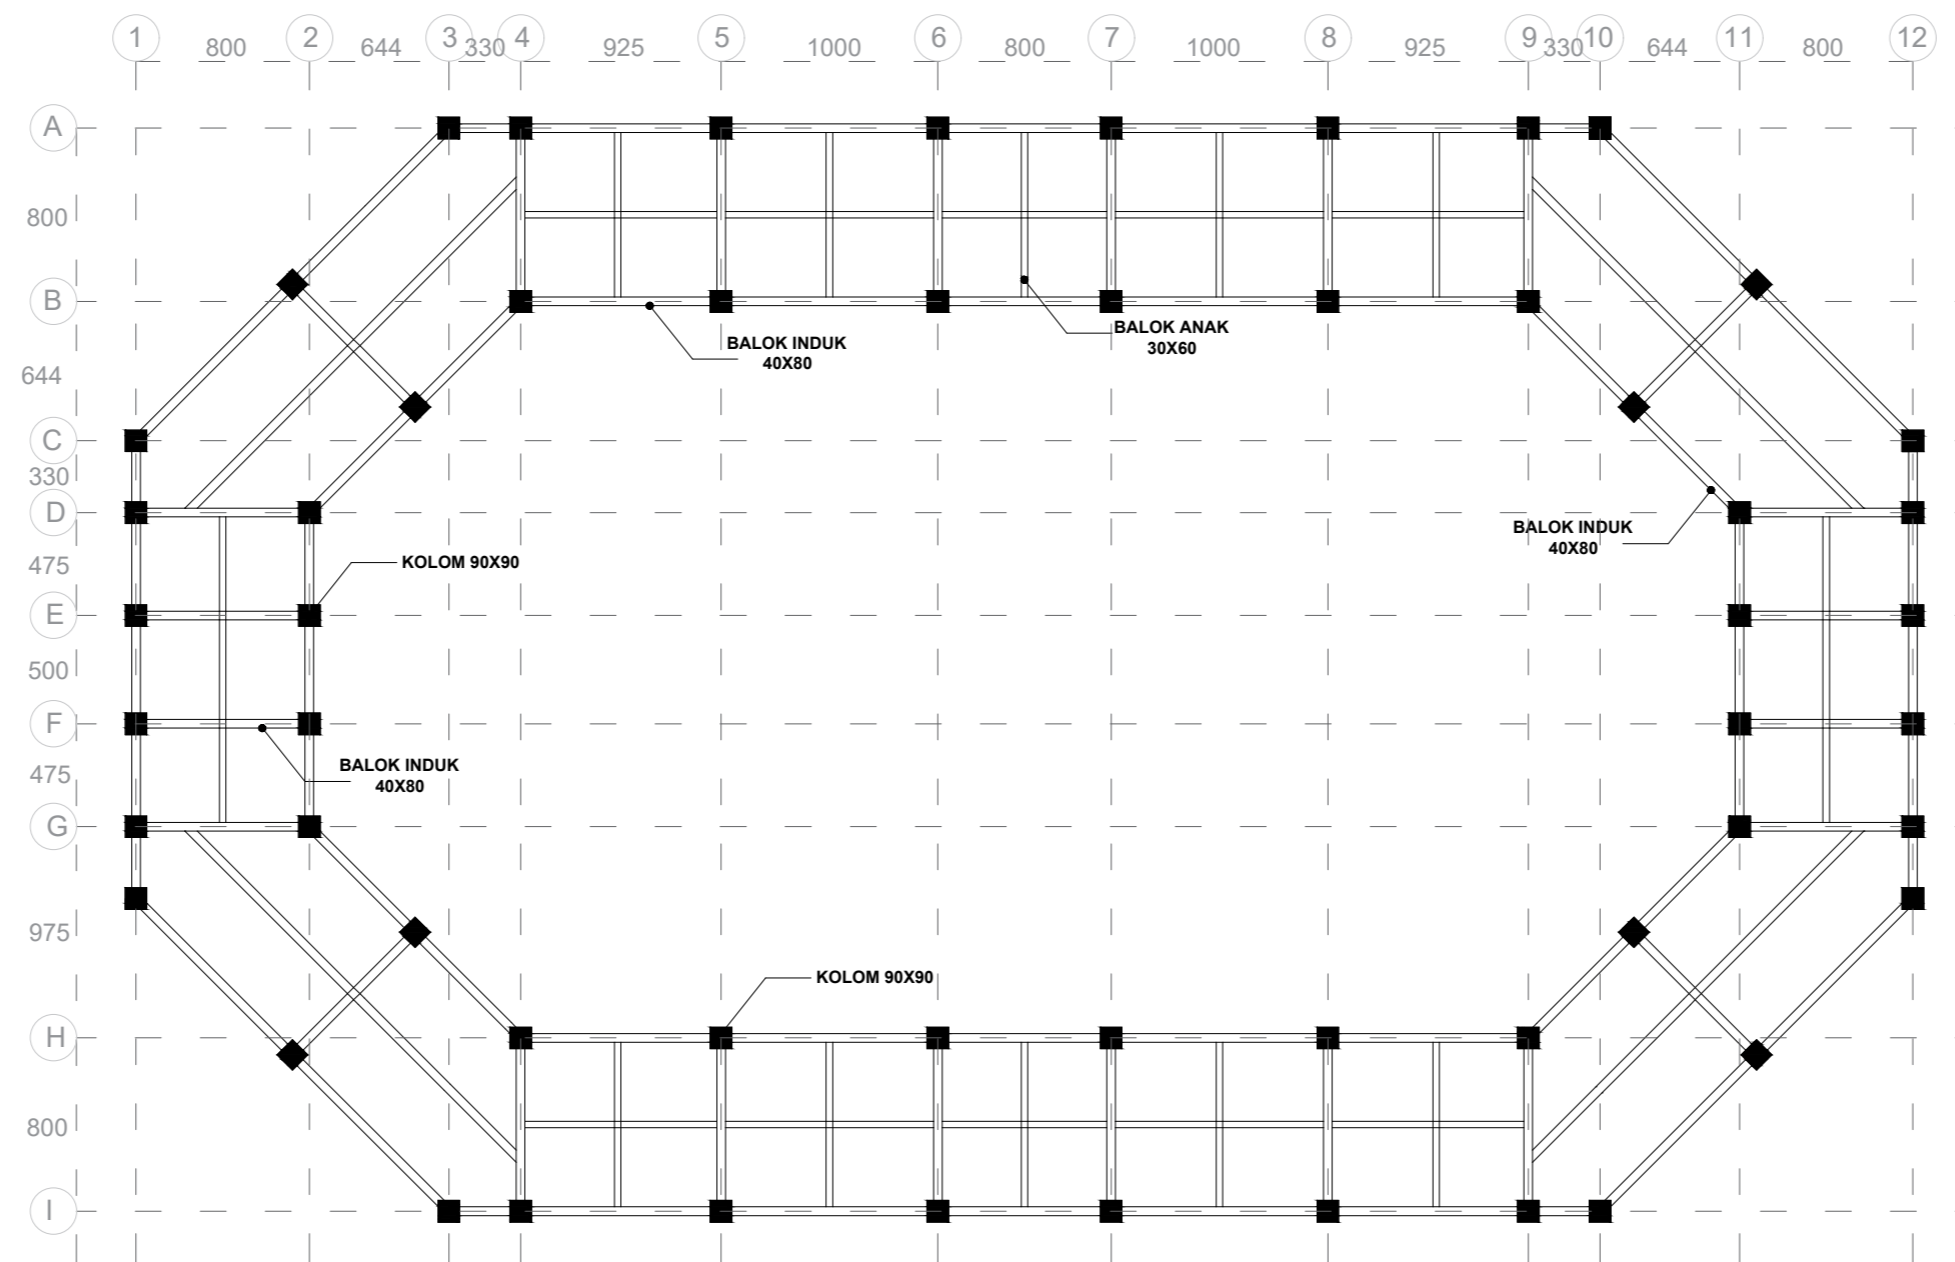 1 2 3 4 5 6 7 8 9 10 11 12
800 644 330 925 1000 800 1000 925 330 644 800
A
800
B
BALOK ANAK
30X60
BALOK INDUK
40X80
644
C
330
D
BALOK INDUK
40X80
475
KOLOM 90X90
E
500
F
BALOK INDUK
40X80
475
G
975
KOLOM 90X90
H
800
I